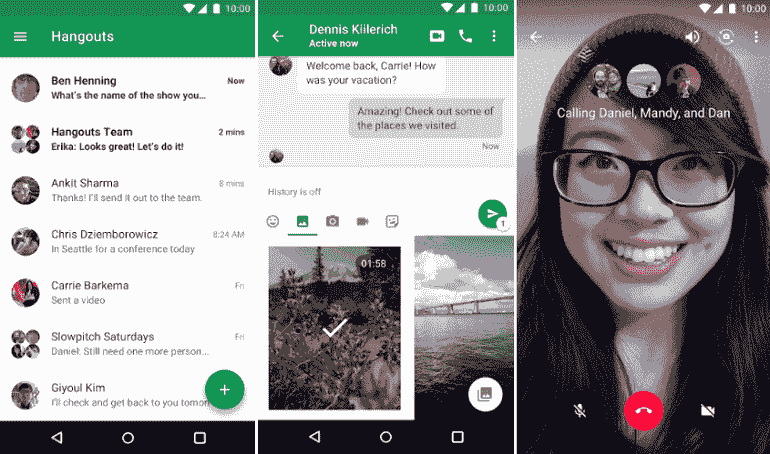 10:00
Hangouts
Ben Henning
Now
What's the name of the show you...
Hangouts Team
2 mins
Erika: Looks great! Let's do it!
Ankit Sharma
8 mins
Thanks! I'll send it out to the team.
Chris Dziemborowicz
8:24 AM
In Seattle for a conference today
Carrie Barkema
Fri
Sent a video
Slowpitch Saturdays
Fri
Daniel: Still need one more person...
Giyoul Kim
I'll check and get back to you tomor
10:00
Dennis Kiilerich
Active now
Welcome back, Carrie! How
was your vacation?
Amazing! Check out some of
the places we visited.
Now
History is off
1
01:58
10:00
Calling Daniel, Mandy, and Dan